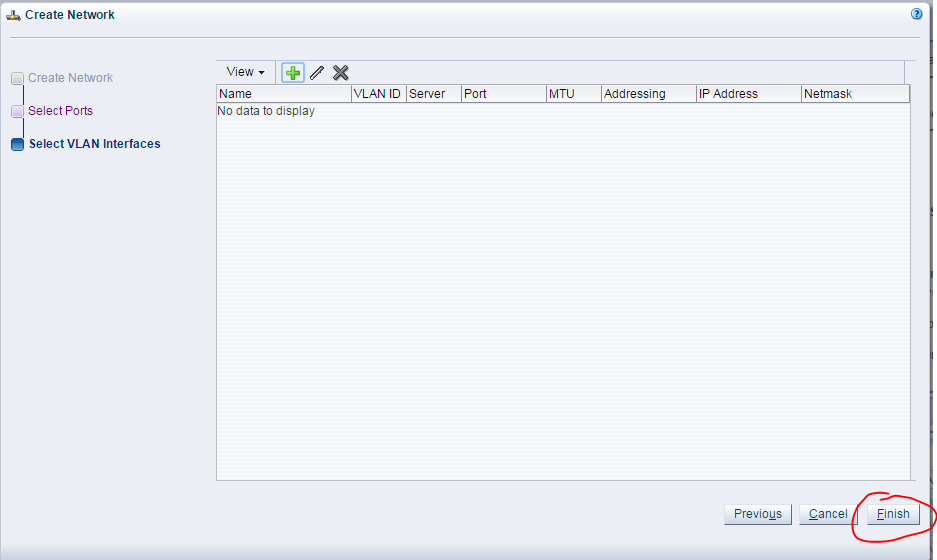 Create Network
Create Network
Select Ports
Select VLAN Interfaces
View
Name VLAN ID Server Port MTU Addressing IP Address Netmask
No data to display
Previous Cancel Finish